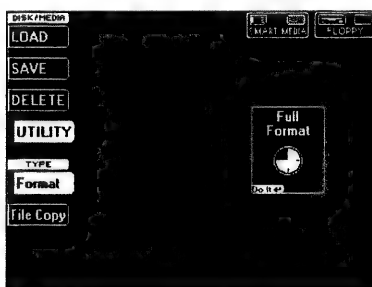 DISK/MEDIA
SMART MEDIA
FLOPPY
LOAD
SAVE
DELETE
UTILITY
TYPE
Format
File Copy
Full
Format
Do It ↵